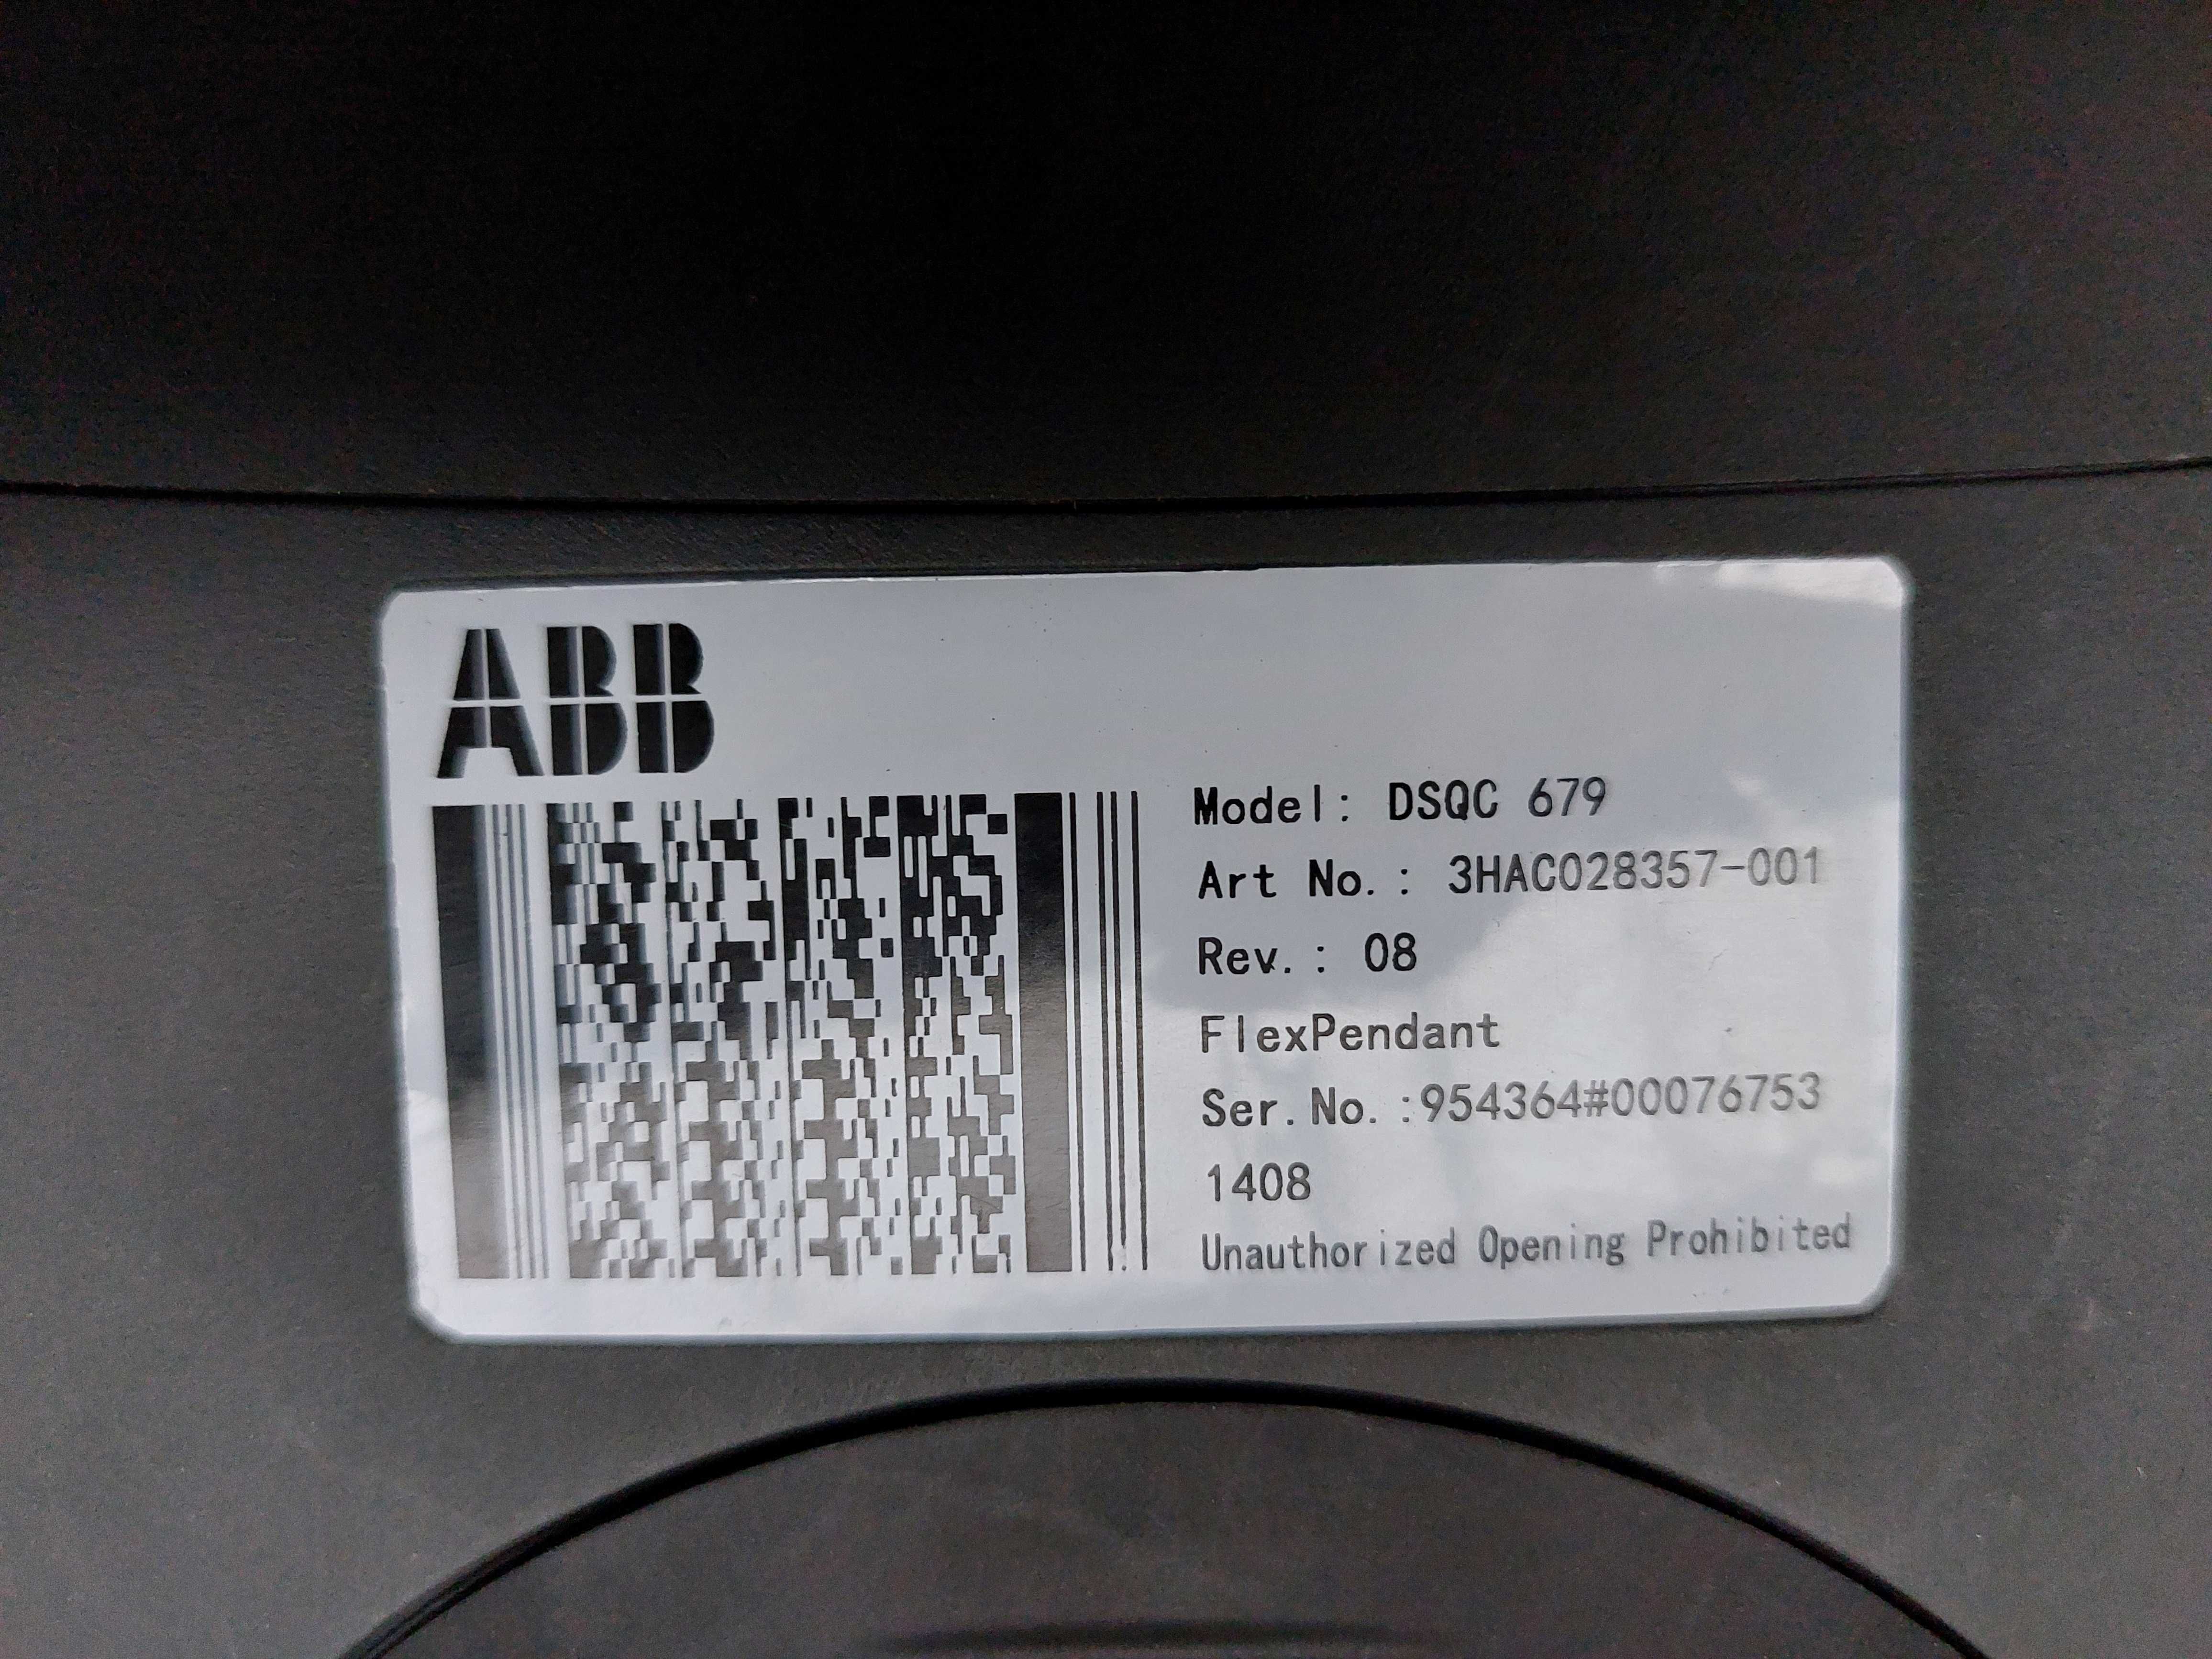 ABB
Model: DSQC 679
Art No.: 3HAC028357-001
Rev.: 08
FlexPendant
Ser.No.:954364#00076753
1408
Unauthorized Opening Prohibited